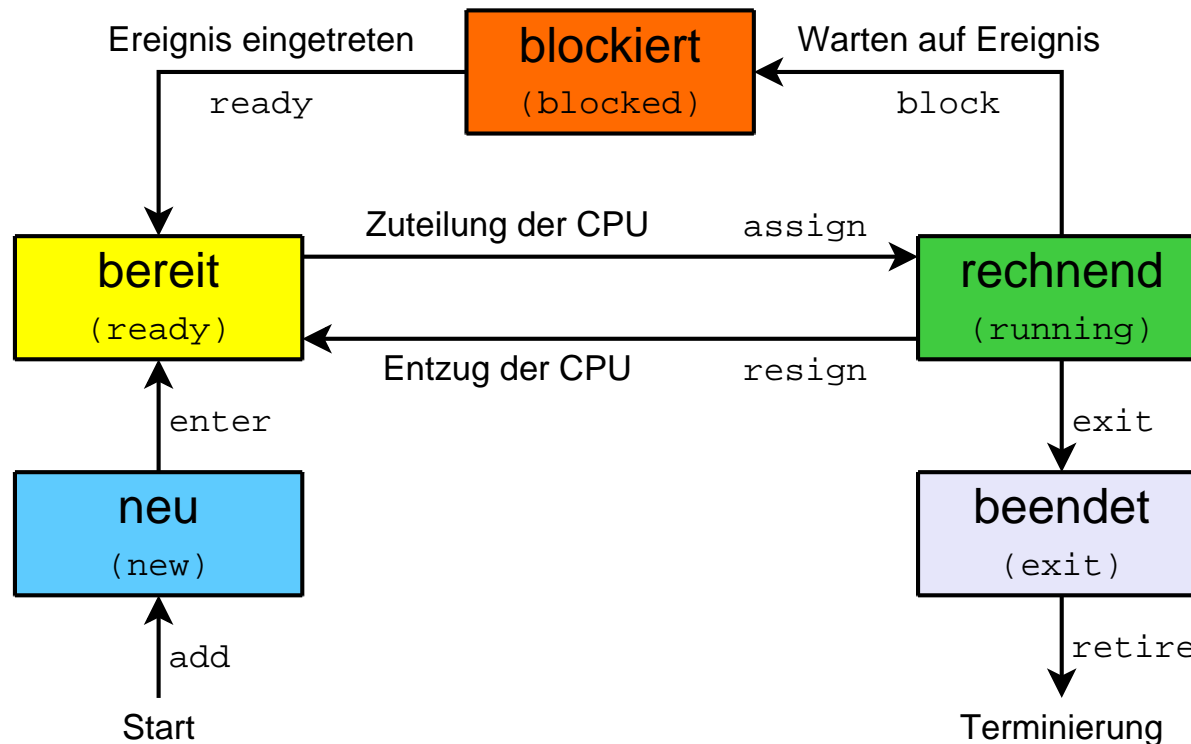 Ereignis eingetreten
blockiert
Warten auf Ereignis
ready
(blocked)
block
Zuteilung der CPU
assign
bereit
(ready)
rechnend
(running)
Entzug der CPU
resign
enter
exit
neu
(new)
beendet
(exit)
add
retire
Start
Terminierung